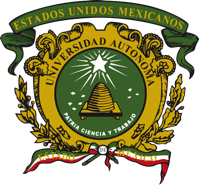 ESTADOS UNIDOS MEXICANOS
UNIVERSIDAD AUTÓNOMA
PATRIA CIENCIA Y TRABAJO